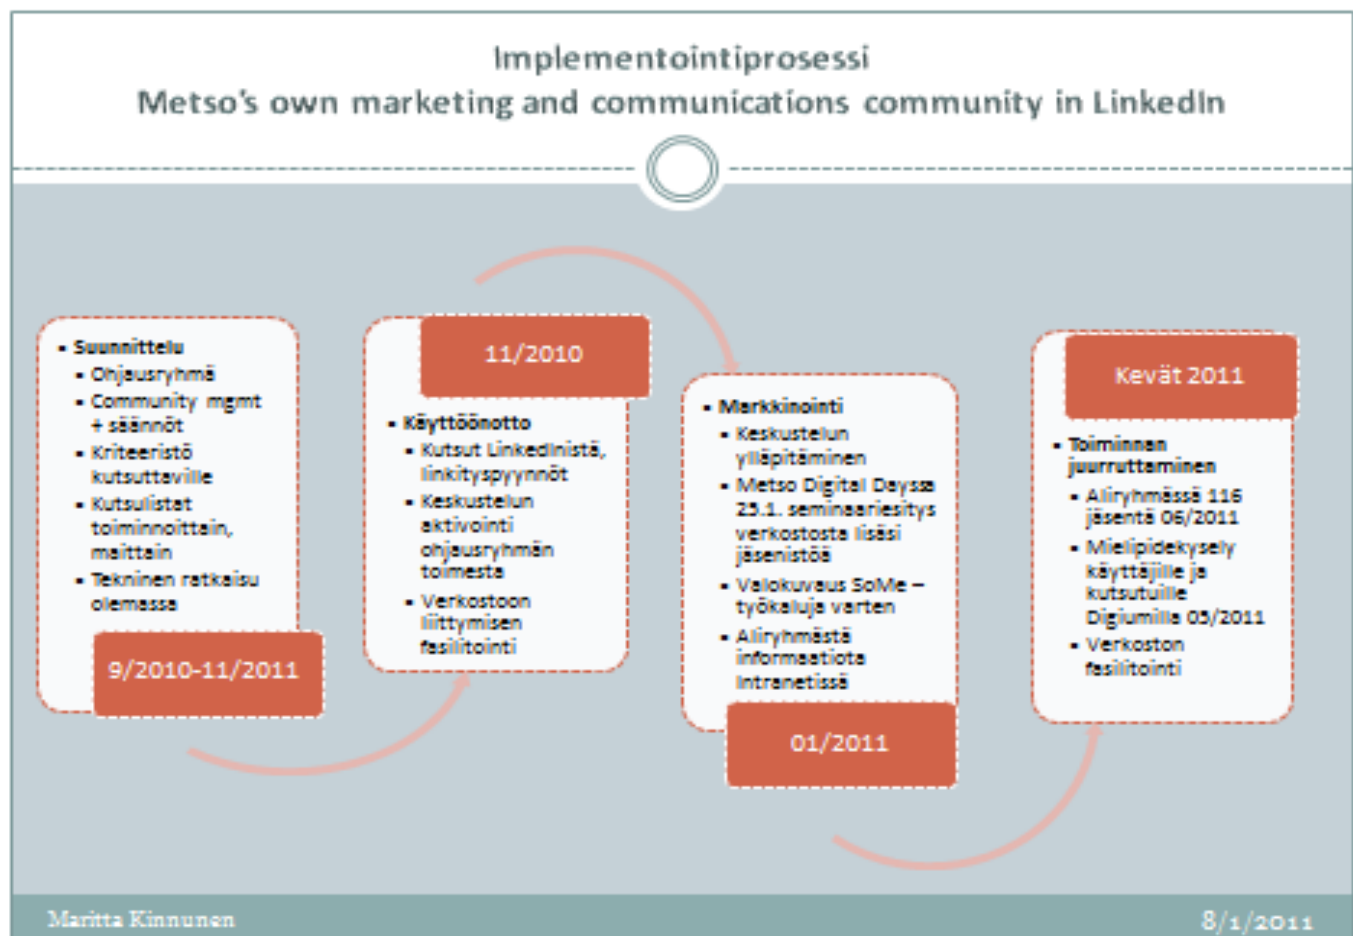 Implementointiprosessi
Metso's own marketing and communications community in LinkedIn
▪ Suunnittelu
▪ Ohjausryhmä
▪ Community mgmt
+ säännöt
▪ Kriteeristö
kutsuttaville
▪ Kutsulistat
toiminnoittain,
maittain
▪ Tekninen ratkaisu
olemassa
9/2010-11/2011
11/2010
▪ Käyttöönotto
▪ Kutsut LinkedInistä,
linkityspyynnöt
▪ Keskustelun
aktivointi
ohjausryhmän
toimesta
▪ Verkostoon
liittymisen
fasilitointi
▪ Markkinointi
▪ Keskustelun
ylläpitäminen
▪ Metso Digital Dayssa
25.1. seminaariesitys
verkostosta lisäsi
jäsenistöä
▪ Valokuvaus SoMe –
työkaluja varten
▪ Aliryhmästä
informaatiota
Intranetissä
01/2011
Kevät 2011
▪ Toiminnan
juurruttaminen
▪ Aliryhmässä 116
jäsentä 06/2011
▪ Mielipidekysely
käyttäjille ja
kutsutuille
Digiumilla 05/2011
▪ Verkoston
fasilitointi
Maritta Kinnunen
8/1/2011